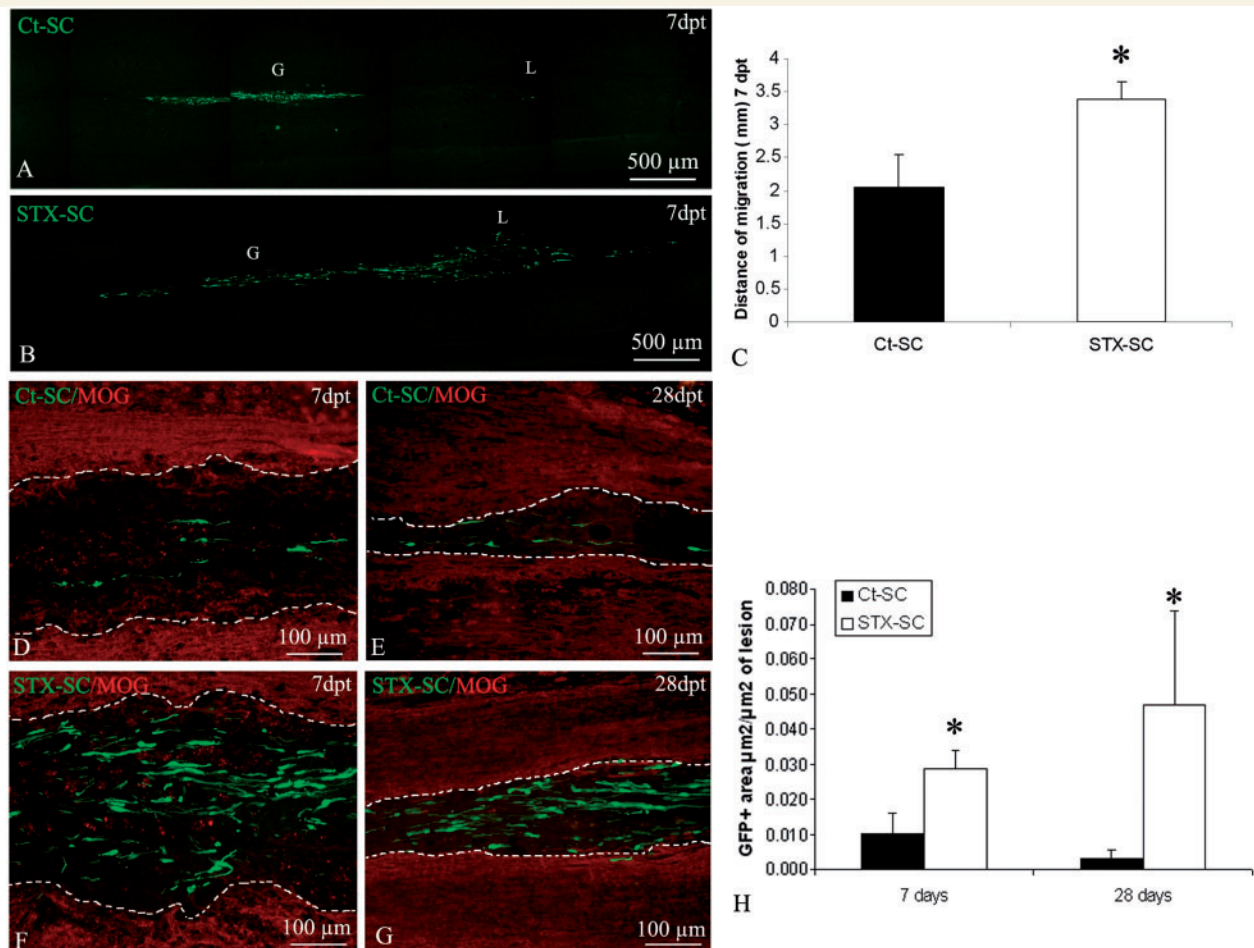 Ct-SC
7dpt
G
L
A
500 µm
STX-SC
7dpt
G
L
B
500 µm
Distance of migration ( mm) 7 dpt
4
3.5
3
2.5
2
1.5
1
0.5
0
*
Ct-SC
STX-SC
C
Ct-SC/MOG
7dpt
D
100 µm
Ct-SC/MOG
28dpt
E
100 µm
STX-SC/MOG
7dpt
F
100 µm
STX-SC/MOG
28dpt
G
100 µm
GFP+ area µm2/µm2 of lesion
0.080
0.070
0.060
0.050
0.040
0.030
0.020
0.010
0.000
Ct-SC
STX-SC
*
*
7 days
28 days
H